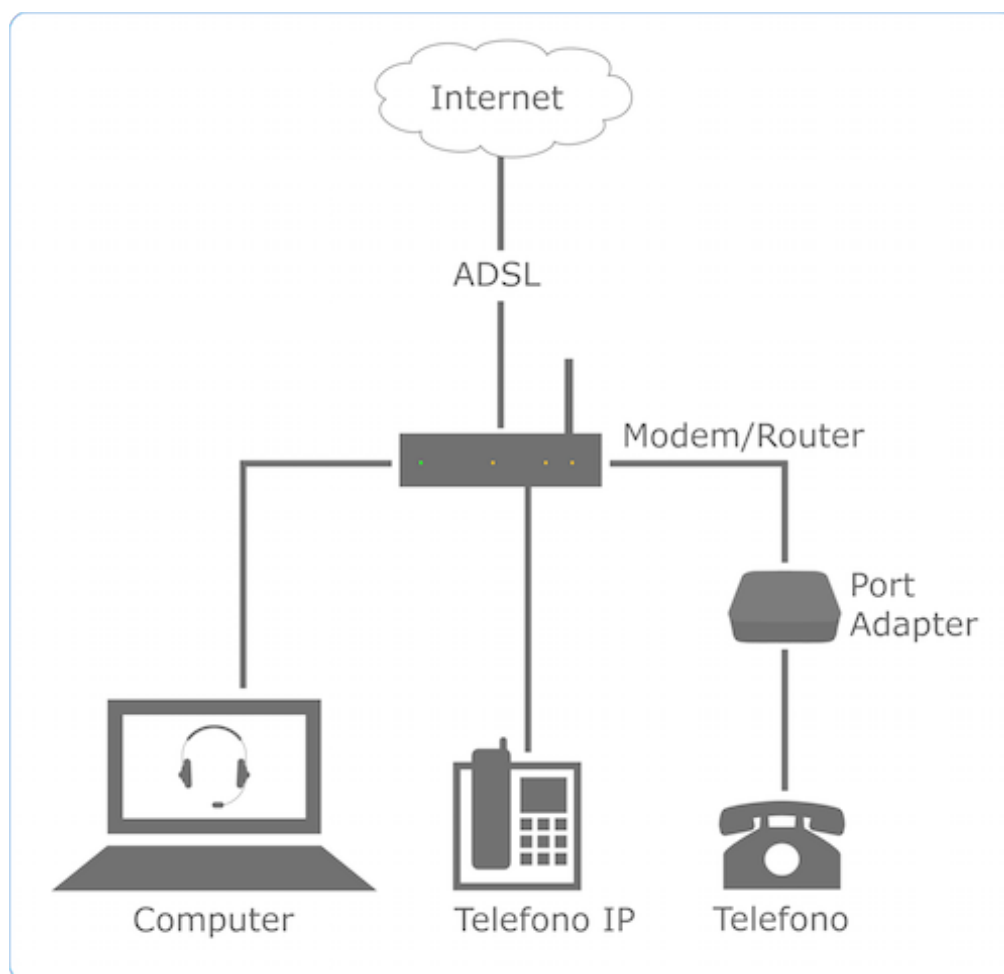 Internet
ADSL
Modem/Router
Port
Adapter
Computer
Telefono IP
Telefono